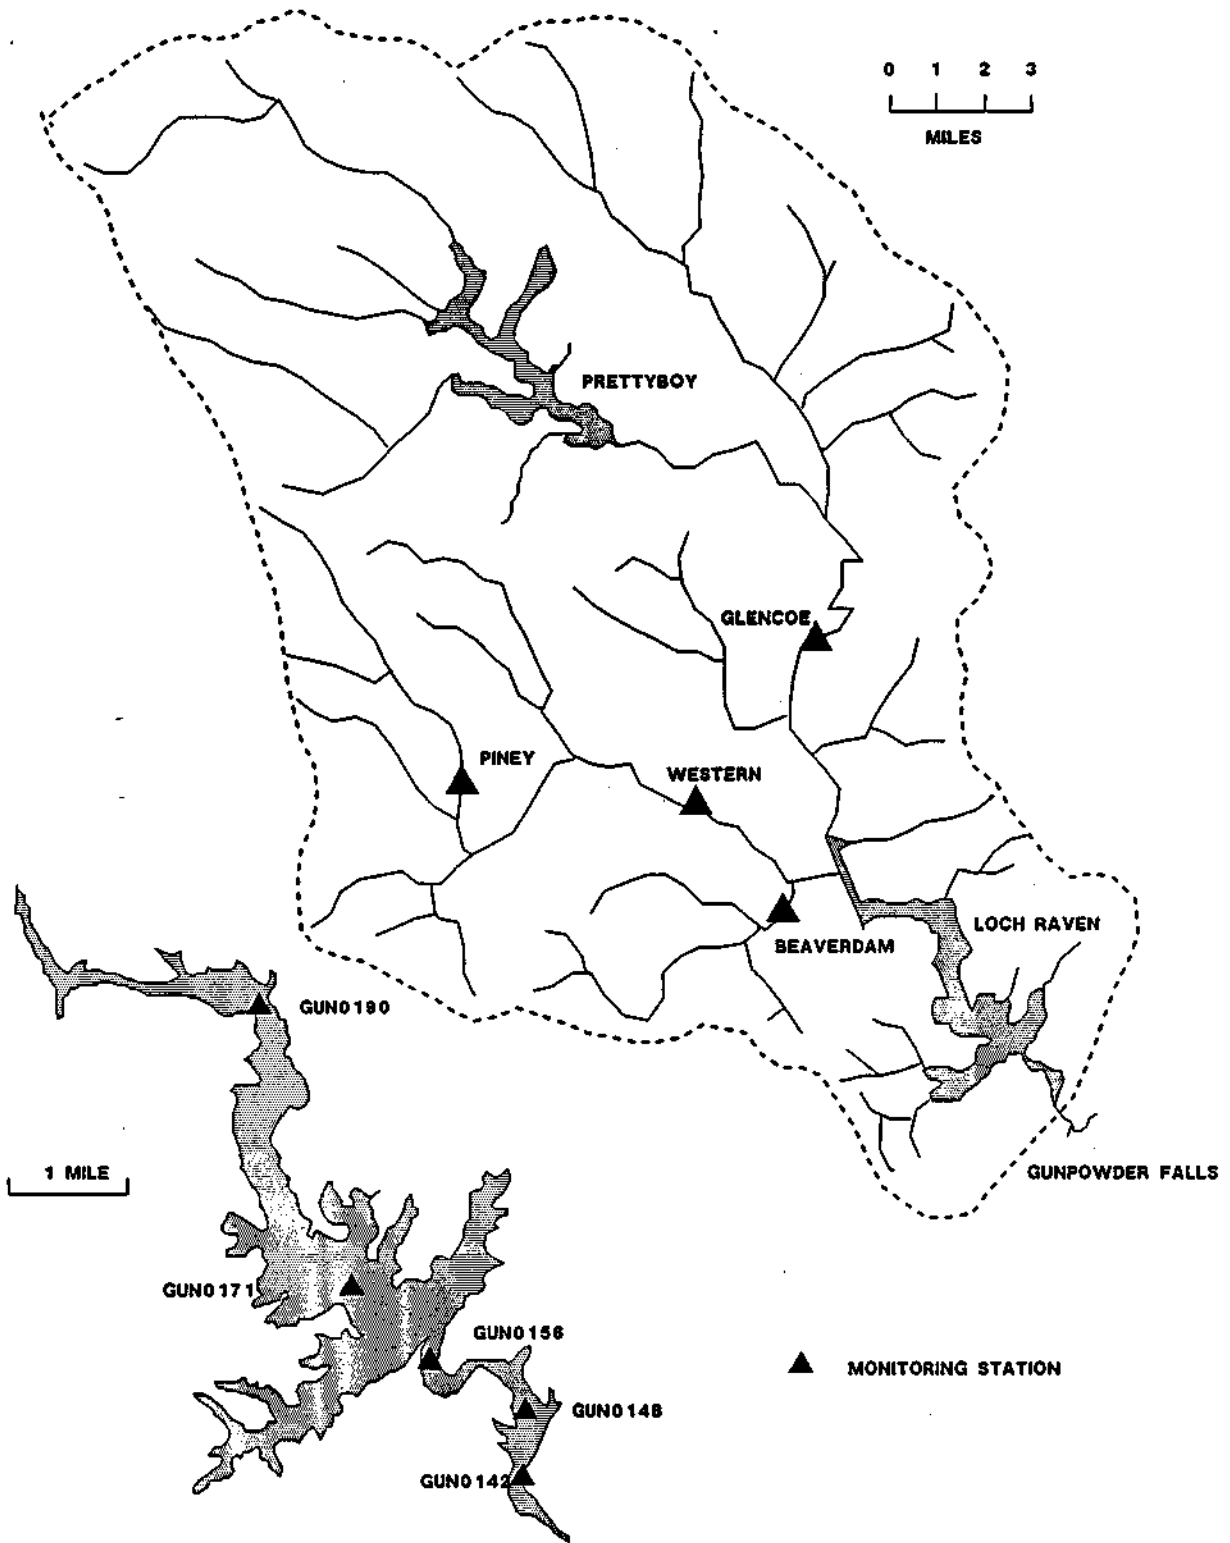 0 1 2 3
MILES
PRETTYBOY
GLENCOE
PINEY
WESTERN
BEAVERDAM
LOCH RAVEN
GUN0190
1 MILE
GUNPOWDER FALLS
GUN0171
GUN0156
MONITORING STATION
GUN0148
GUN0142